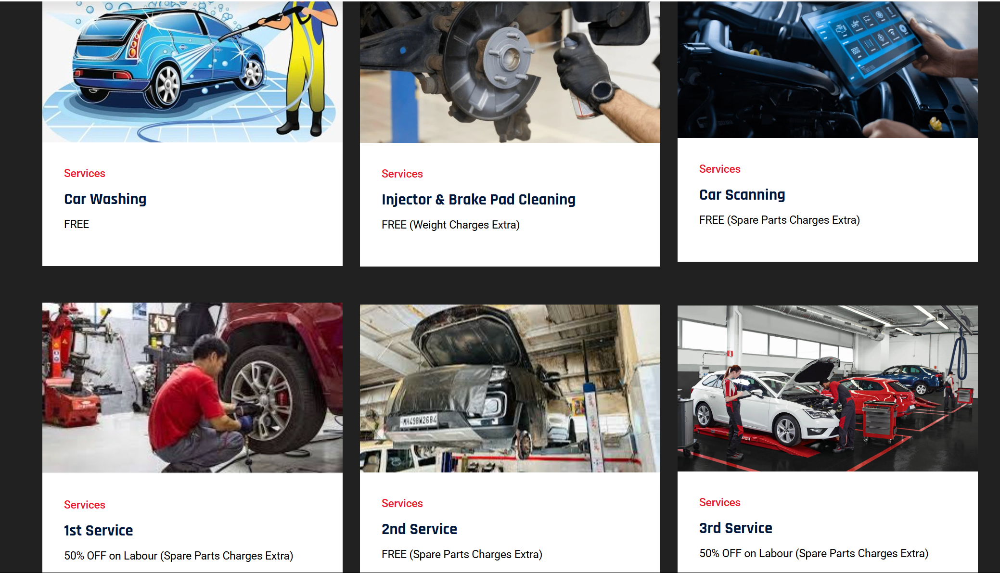 Services
Car Washing
FREE
Services
Injector & Brake Pad Cleaning
FREE (Weight Charges Extra)
Services
Car Scanning
FREE (Spare Parts Charges Extra)
MH49BW2684
Services
1st Service
50% OFF on Labour (Spare Parts Charges Extra)
Services
2nd Service
FREE (Spare Parts Charges Extra)
Services
3rd Service
50% OFF on Labour (Spare Parts Charges Extra)